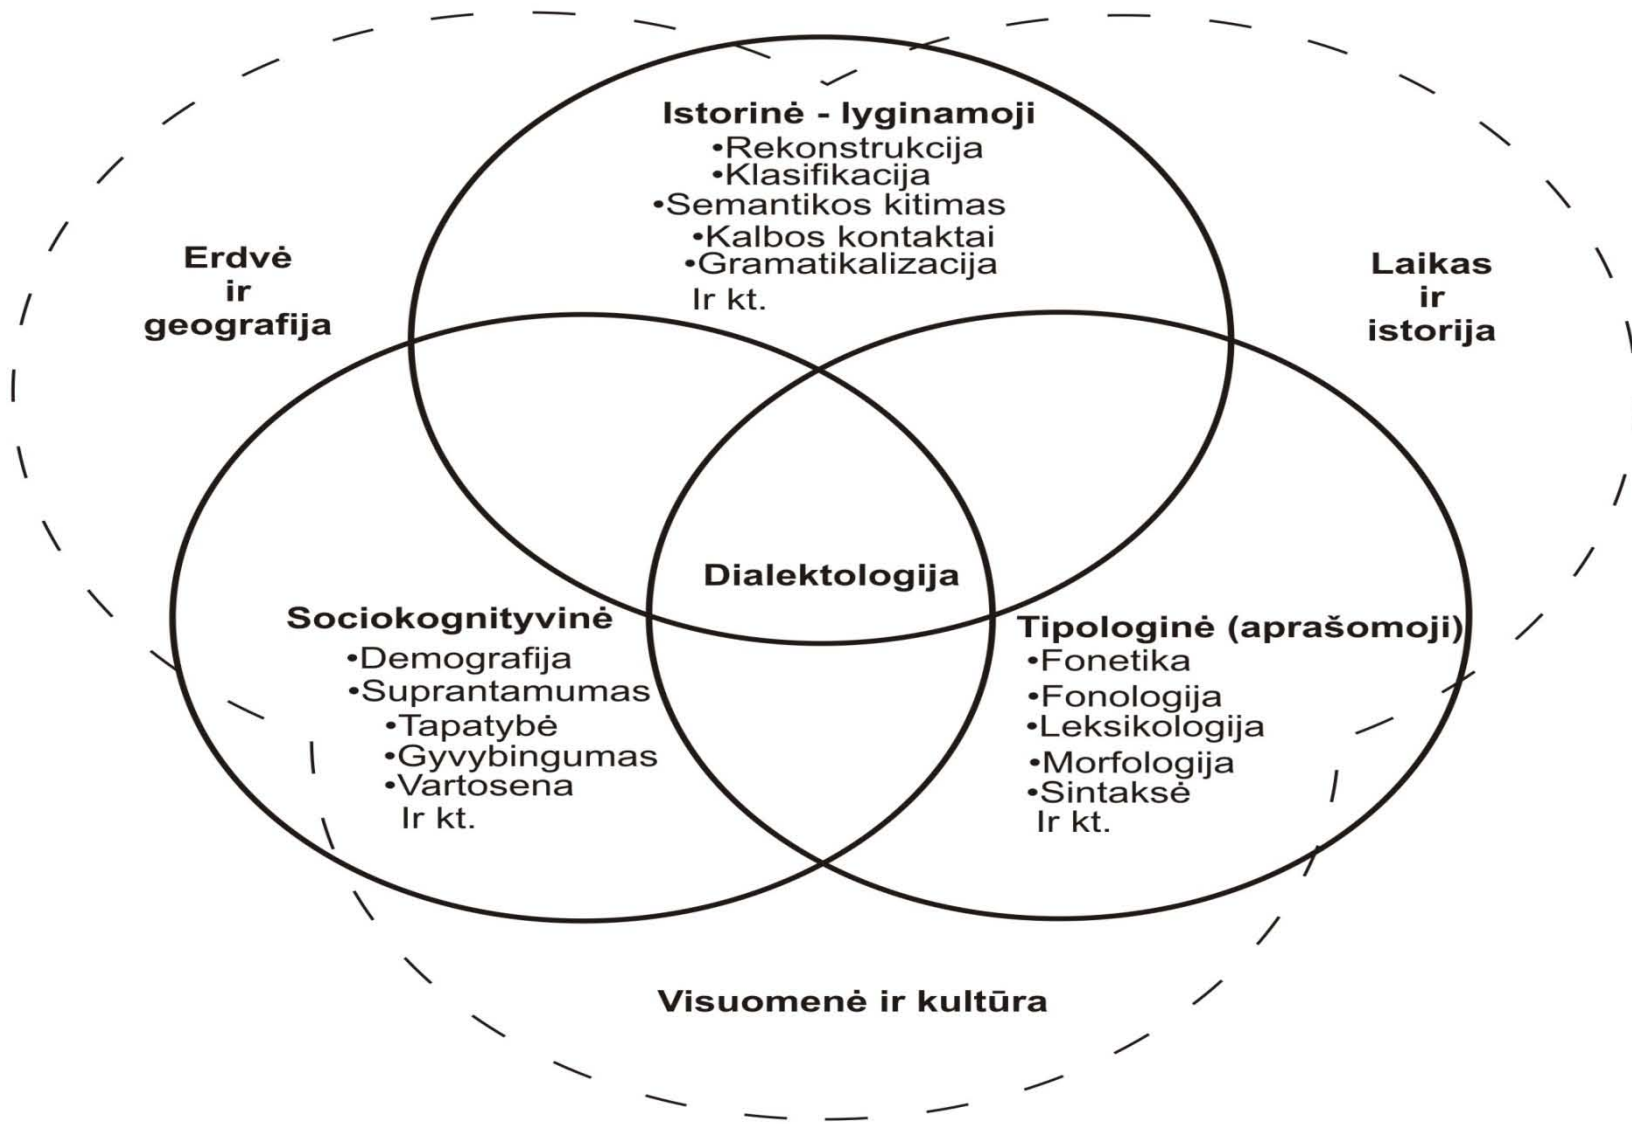 Istorinė - lyginamoji
•Rekonstrukcija
•Klasifikacija
•Semantikos kitimas
•Kalbos kontaktai
•Gramatikalizacija
Ir kt.
Erdvė
ir
geografija
Laikas
ir
istorija
Dialektologija
Sociokognityvinė
•Demografija
•Suprantamumas
•Tapatybė
•Gyvybingumas
•Vartosena
Ir kt.
Tipologinė (aprašomoji)
•Fonetika
•Fonologija
•Leksikologija
•Morfologija
•Sintaksė
Ir kt.
Visuomenė ir kultūra